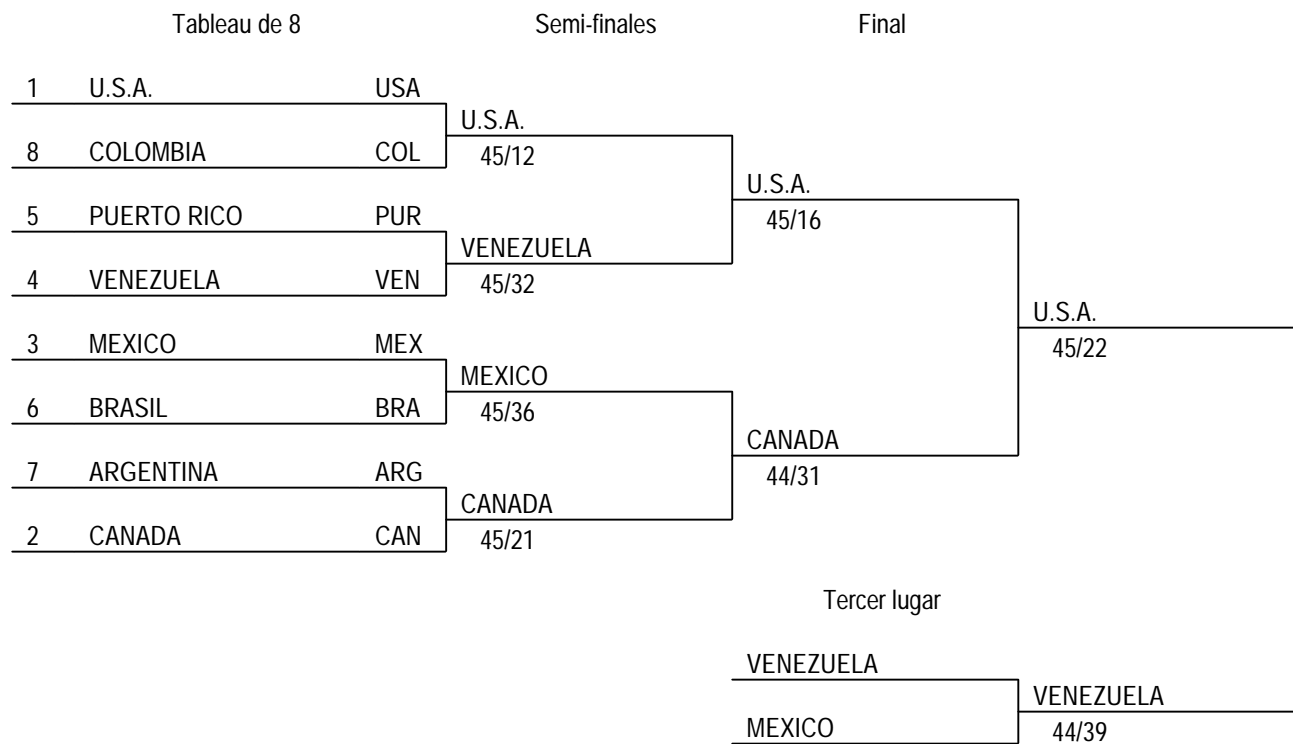 Tableau de 8 Semi-finales Final
1 U.S.A. USA
U.S.A.
8 COLOMBIA COL 45/12
U.S.A.
5 PUERTO RICO PUR 45/16
VENEZUELA
4 VENEZUELA VEN 45/32
U.S.A.
3 MEXICO MEX 45/22
MEXICO
6 BRASIL BRA 45/36
CANADA
7 ARGENTINA ARG 44/31
CANADA
2 CANADA CAN 45/21
Tercer lugar
VENEZUELA
VENEZUELA
MEXICO 44/39